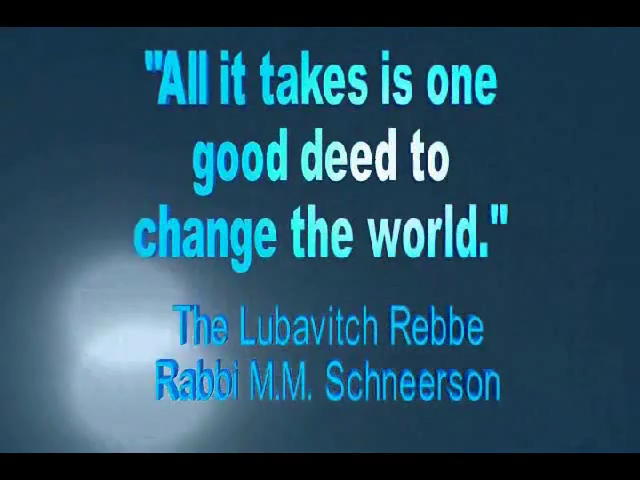 "All it takes is one
good deed to
change the world."
The Lubavitch Rebbe
Rabbi M.M. Schneerson